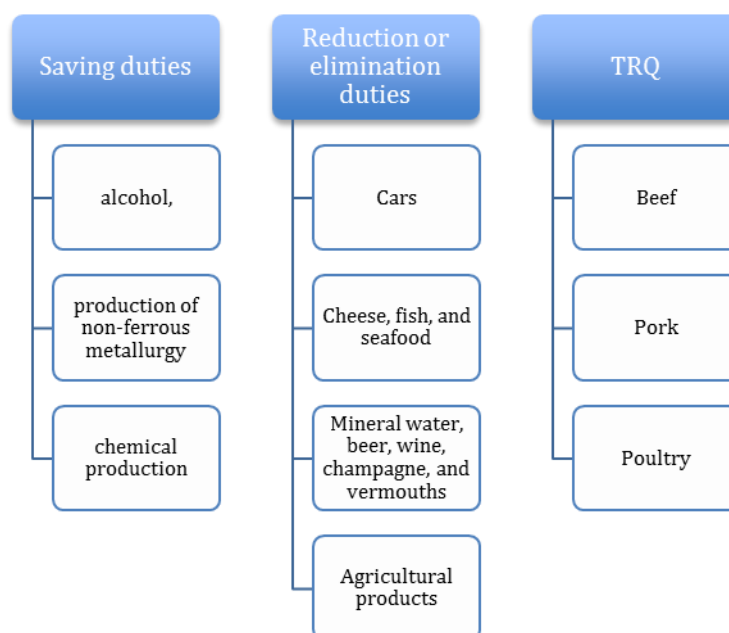 Saving duties
alcohol,
production of
non-ferrous
metallurgy
chemical
production
Reduction or
elimination
duties
Cars
Cheese, fish, and
seafood
Mineral water,
beer, wine,
champagne, and
vermouths
Agricultural
products
TRQ
Beef
Pork
Poultry